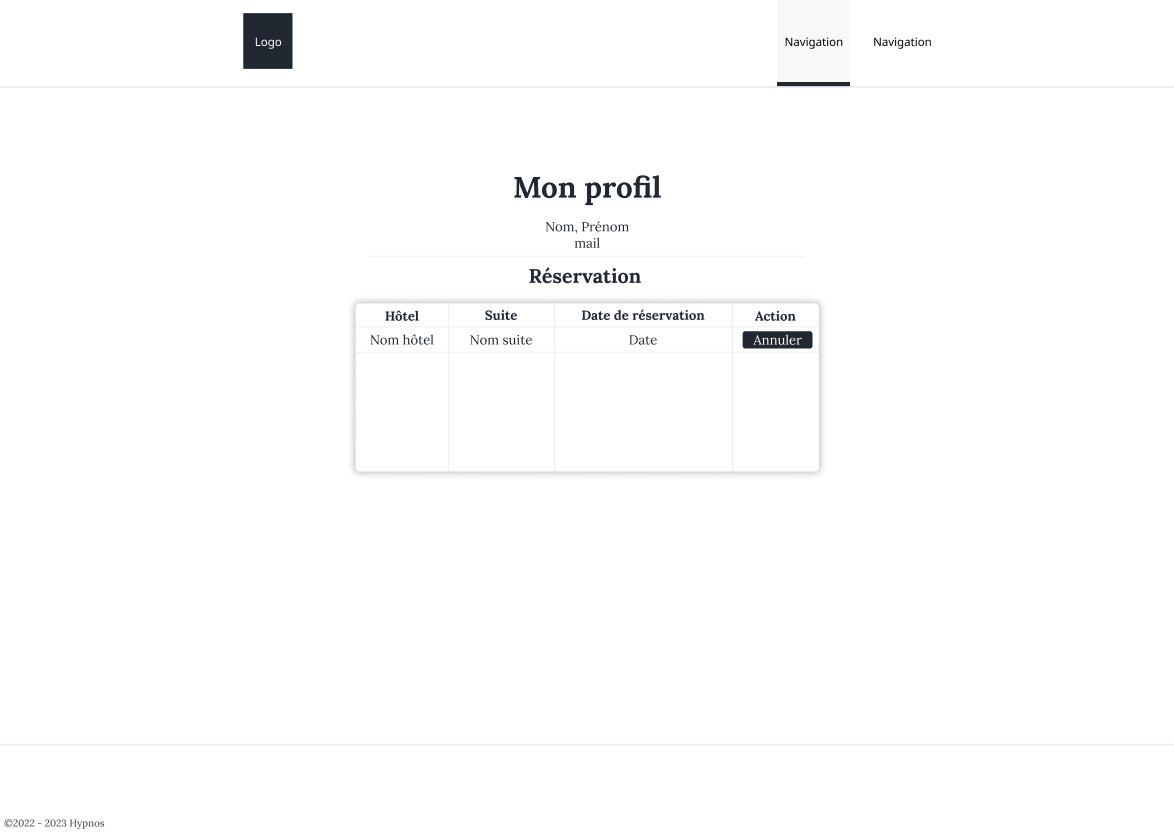 Logo
Navigation
Navigation
Mon profil
Nom, Prénom
mail
Réservation
Hôtel Suite Date de réservation Action
Nom hôtel Nom suite Date Annuler
©2022 - 2023 Hypnos